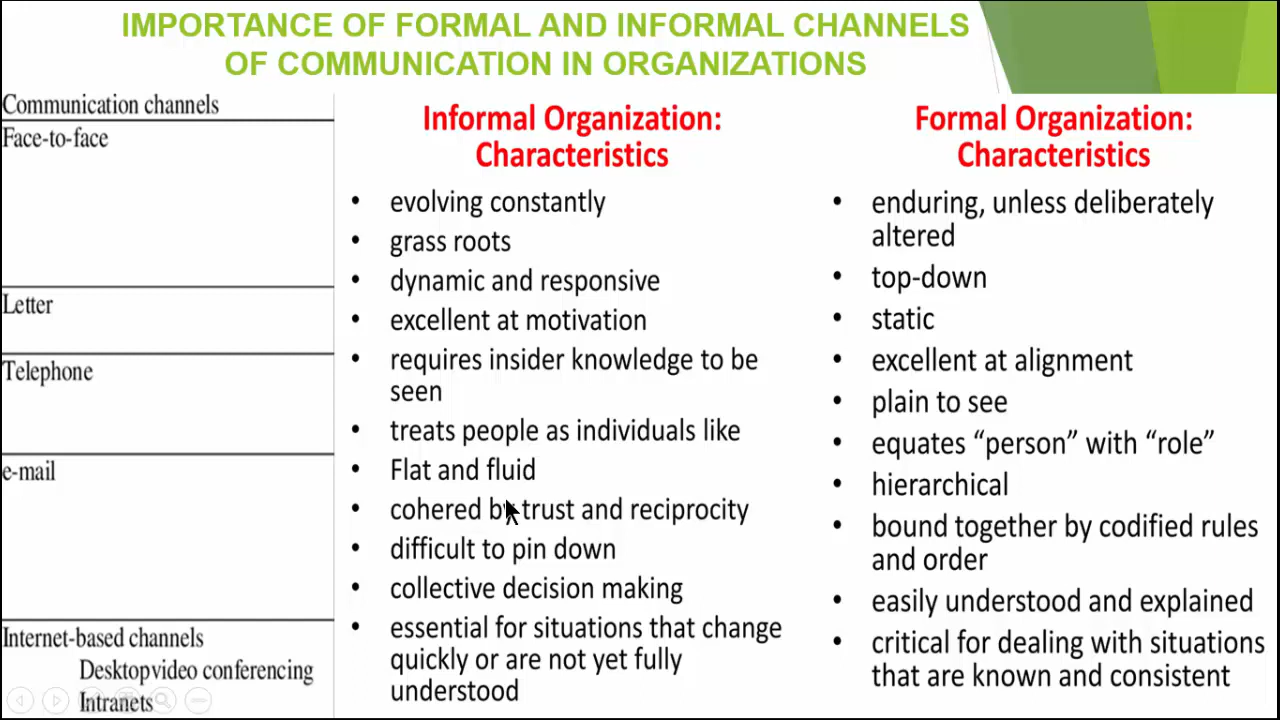 IMPORTANCE OF FORMAL AND INFORMAL CHANNELS
OF COMMUNICATION IN ORGANIZATIONS
Communication channels
Face-to-face
Letter
Telephone
e-mail
Internet-based channels
Desktopvideo conferencing
Intranets
Informal Organization:
Characteristics
• evolving constantly
• grass roots
• dynamic and responsive
• excellent at motivation
• requires insider knowledge to be
seen
• treats people as individuals like
• Flat and fluid
• cohered by trust and reciprocity
• difficult to pin down
• collective decision making
• essential for situations that change
quickly or are not yet fully
understood
Formal Organization:
Characteristics
• enduring, unless deliberately
altered
• top-down
• static
• excellent at alignment
• plain to see
• equates “person” with “role”
• hierarchical
• bound together by codified rules
and order
• easily understood and explained
• critical for dealing with situations
that are known and consistent